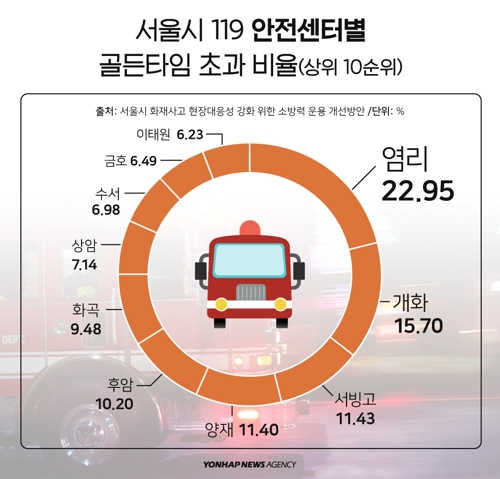 서울시 119 안전센터별
골든타임 초과 비율(상위 10순위)
출처: 서울시 화재사고 현장대응성 강화 위한 소방력 운용 개선방안 /단위: %
이태원 6.23
금호 6.49
수서
6.98
상암
7.14
화곡
9.48
후암
10.20
양재 11.40
서빙고
11.43
개화
15.70
염리
22.95
DEPT.
YONHAP NEWS AGENCY